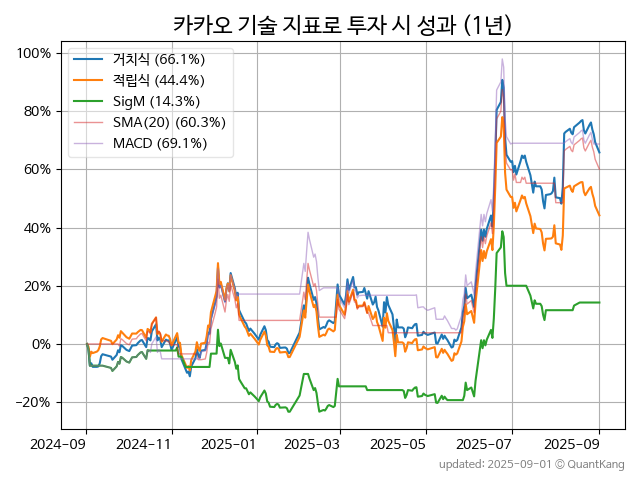 카카오 기술 지표로 투자 시 성과 (1년)
100%
80%
60%
40%
20%
0%
−20%
거치식 (66.1%)
적립식 (44.4%)
SigM (14.3%)
SMA(20) (60.3%)
MACD (69.1%)
2024-09
2024-11
2025-01
2025-03
2025-05
2025-07
2025-09
updated: 2025-09-01 © QuantKang